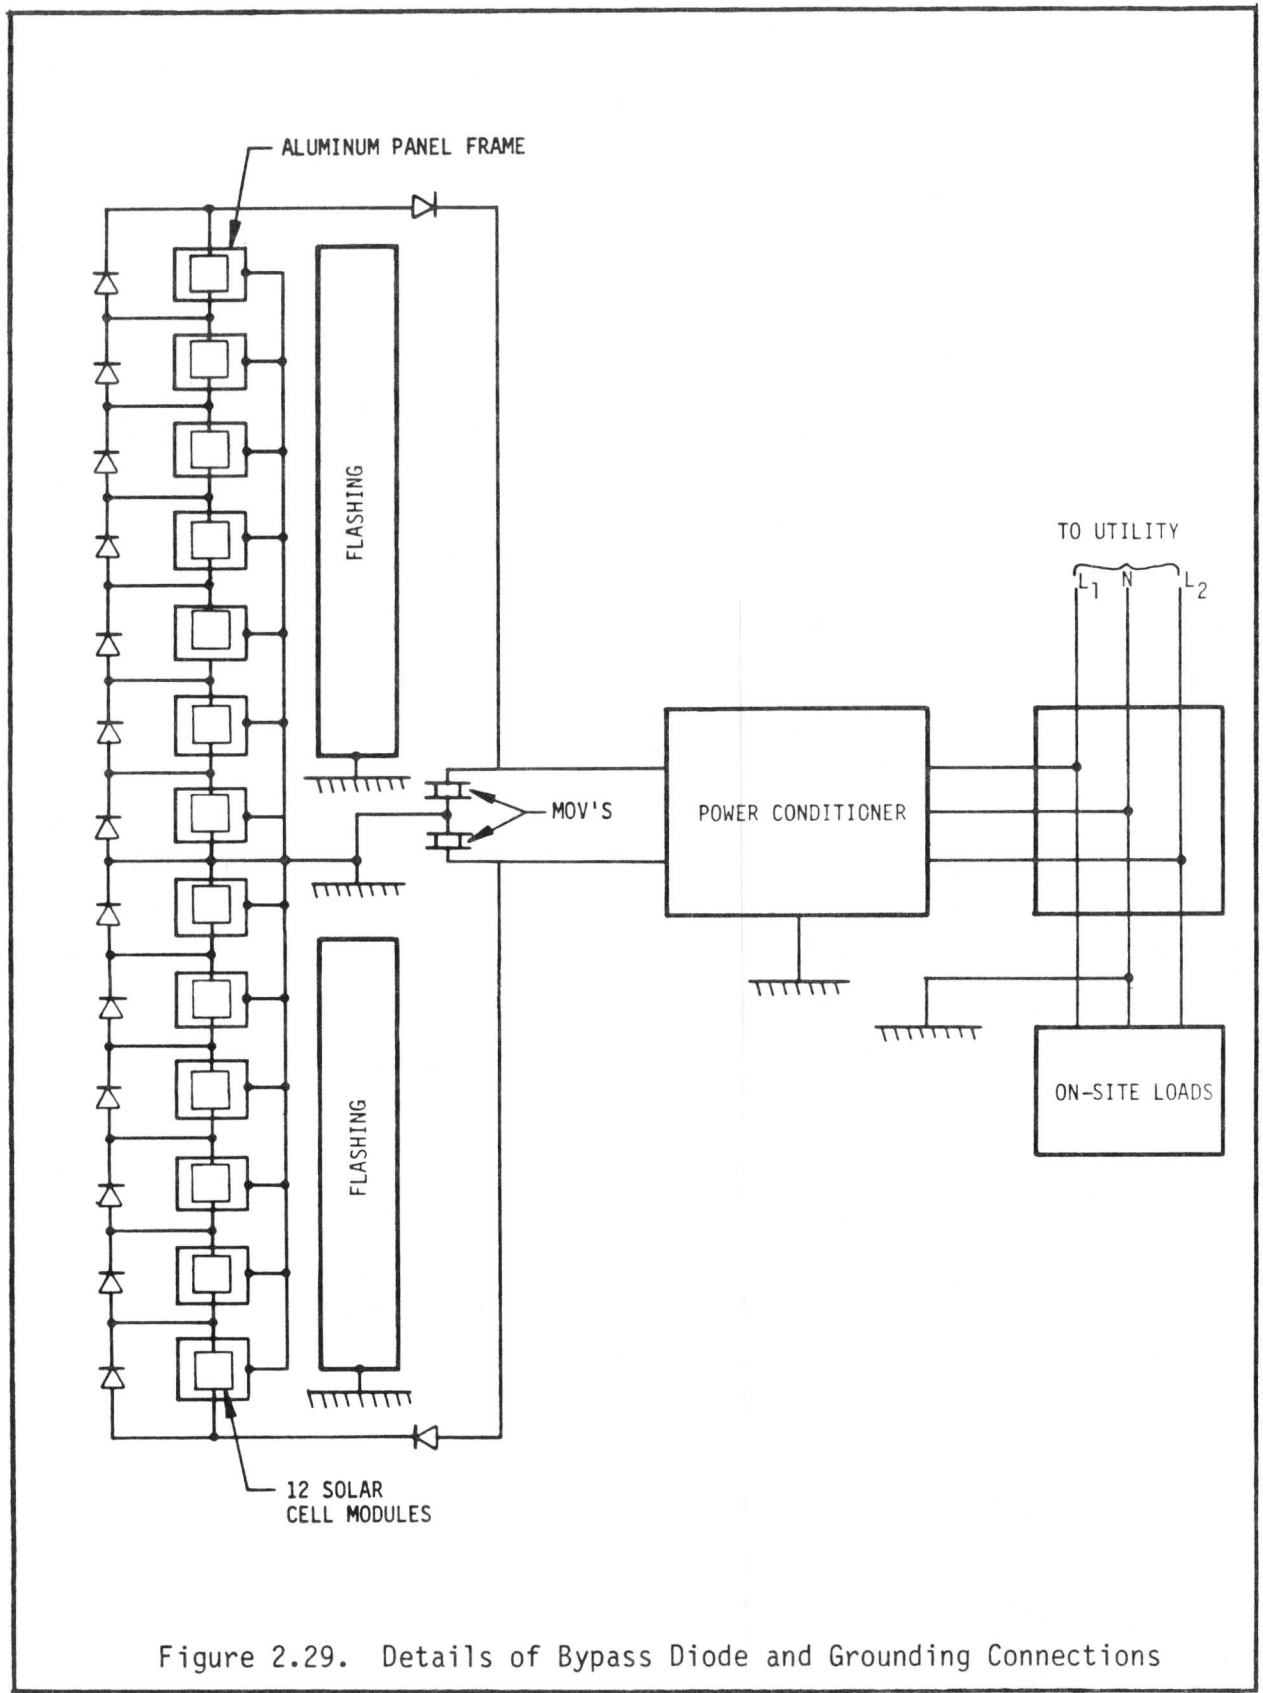 ALUMINUM PANEL FRAME
FLASHING
TO UTILITY
L1 N L2
MOV'S
POWER CONDITIONER
FLASHING
ON-SITE LOADS
12 SOLAR
CELL MODULES
Figure 2.29. Details of Bypass Diode and Grounding Connections